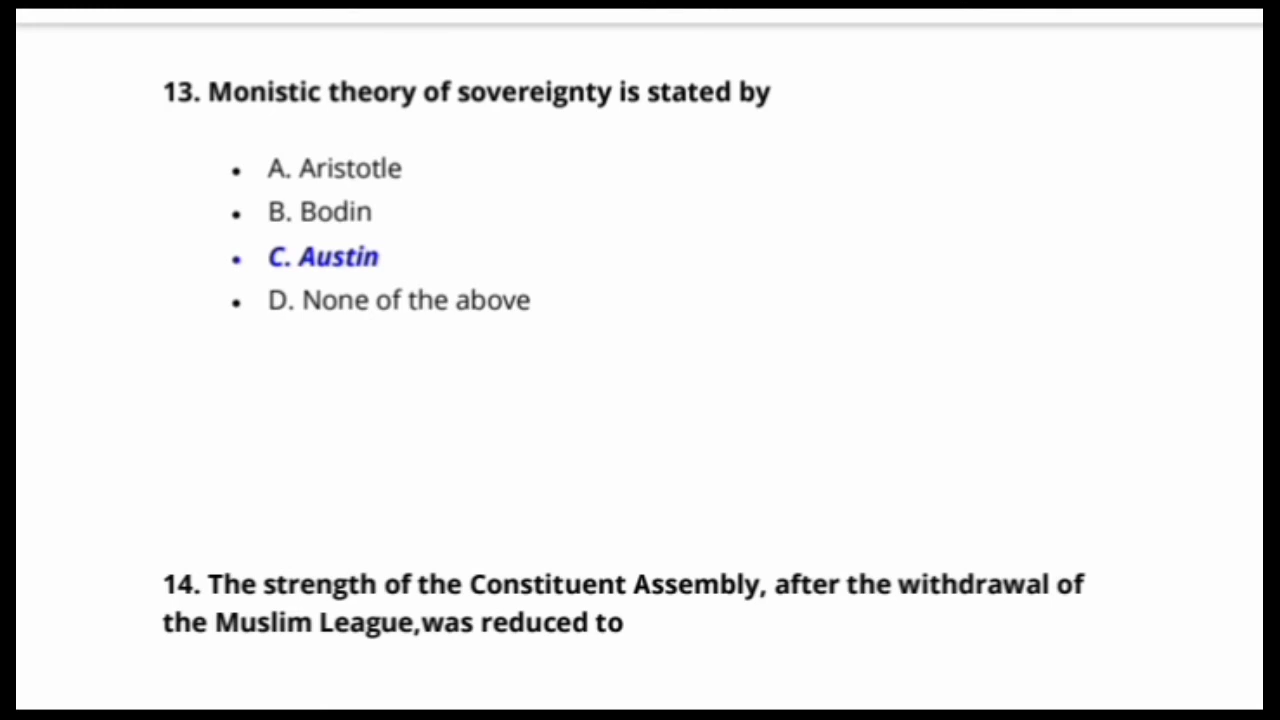 13. Monistic theory of sovereignty is stated by
• A. Aristotle
• B. Bodin
• C. Austin
• D. None of the above
14. The strength of the Constituent Assembly, after the withdrawal of
the Muslim League,was reduced to